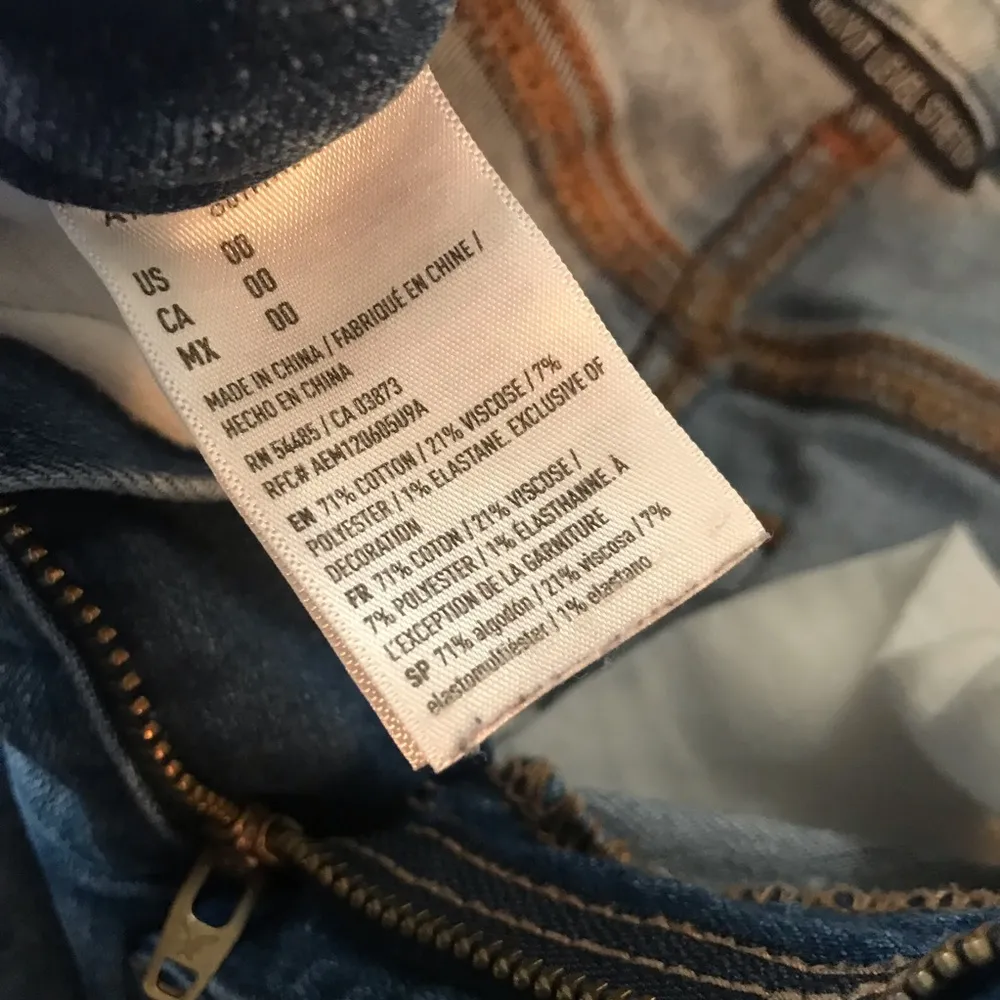 US 00
CA 00
MX 00
MADE IN CHINA / FABRIQUÉ EN CHINE /
HECHO EN CHINA
RN 54485 / CA 03873
RFC# AEM120605U9A
EN 71% COTTON / 21% VISCOSE / 7%
POLYESTER / 1% ELASTANE. EXCLUSIVE OF
DECORATION
FR 71% COTON / 21% VISCOSE /
7% POLYESTER / 1% ÉLASTHANNE. À
L'EXCEPTION DE LA GARNITURE
SP 71% algodón / 21% viscosa / 7%
elastomultiéster / 1% elastano